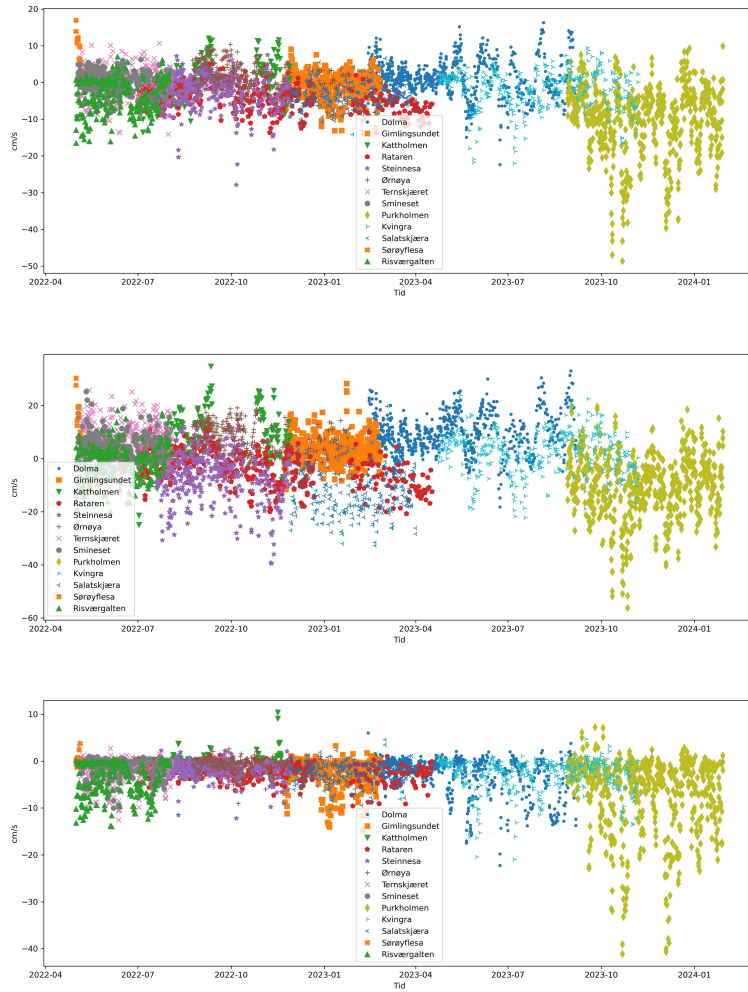 20
10
0
−10
−20
−30
−40
−50
cm/s
Dolma
Gimlingsundet
Kattholmen
Rataren
Steinnesa
Ørnøya
Ternskjæret
Smineset
Purkholmen
Kvingra
Salatskjæra
Sørøyflesa
Risværgalten
2022-04 2022-07 2022-10 2023-01 2023-04 2023-07 2023-10 2024-01
Tid
20
0
−20
−40
−60
cm/s
Dolma
Gimlingsundet
Kattholmen
Rataren
Steinnesa
Ørnøya
Ternskjæret
Smineset
Purkholmen
Kvingra
Salatskjæra
Sørøyflesa
Risværgalten
2022-04 2022-07 2022-10 2023-01 2023-04 2023-07 2023-10 2024-01
Tid
10
0
−10
−20
−30
−40
cm/s
Dolma
Gimlingsundet
Kattholmen
Rataren
Steinnesa
Ørnøya
Ternskjæret
Smineset
Purkholmen
Kvingra
Salatskjæra
Sørøyflesa
Risværgalten
2022-04 2022-07 2022-10 2023-01 2023-04 2023-07 2023-10 2024-01
Tid